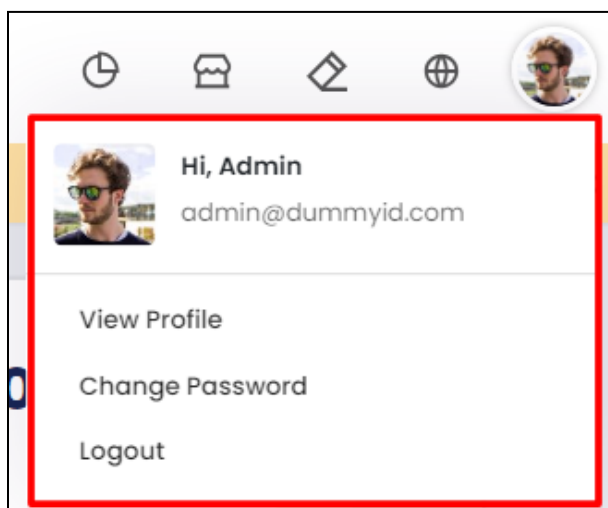 Hi, Admin
admin@dummyid.com
View Profile
Change Password
Logout